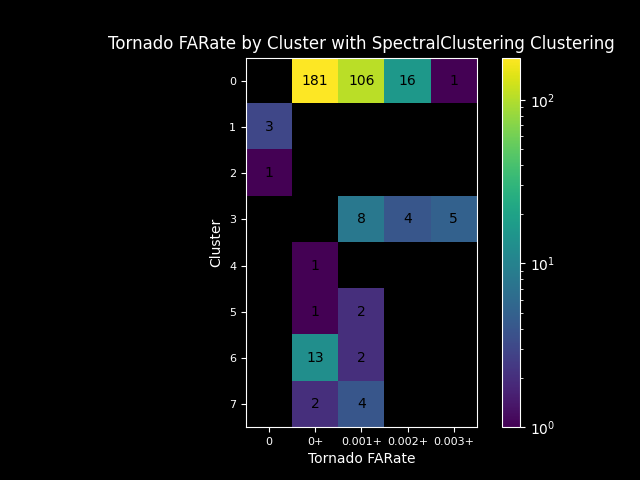 Tornado FARate by Cluster with SpectralClustering Clustering
0 181 106 16 1
1 3
2 1
3 8 4 5
4 1
5 1 2
6 13 2
7 2 4
Cluster
0 0+ 0.001+ 0.002+ 0.003+
Tornado FARate
10²
10¹
10⁰